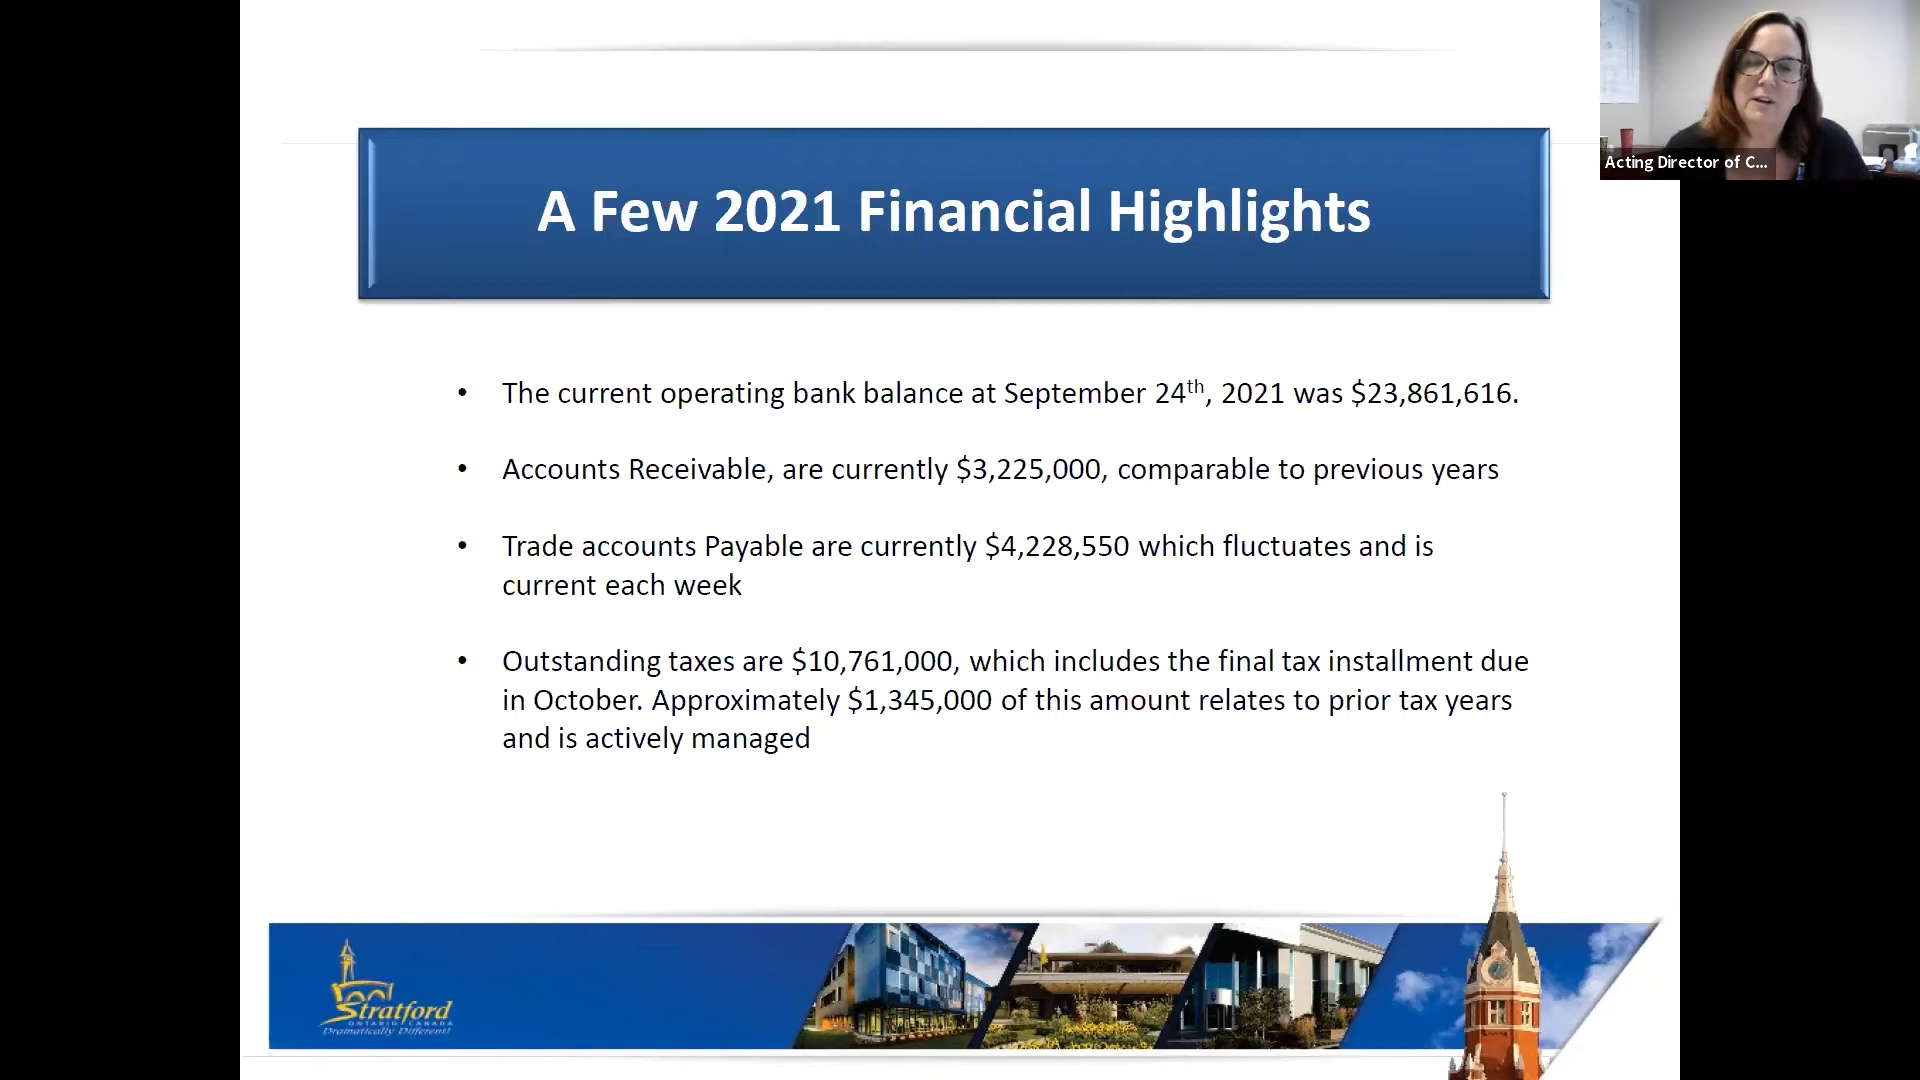 Acting Director of C...
A Few 2021 Financial Highlights
• The current operating bank balance at September 24th, 2021 was $23,861,616.
• Accounts Receivable, are currently $3,225,000, comparable to previous years
• Trade accounts Payable are currently $4,228,550 which fluctuates and is
current each week
• Outstanding taxes are $10,761,000, which includes the final tax installment due
in October. Approximately $1,345,000 of this amount relates to prior tax years
and is actively managed
Stratford
ONTARIO CANADA
Dramatically Different!